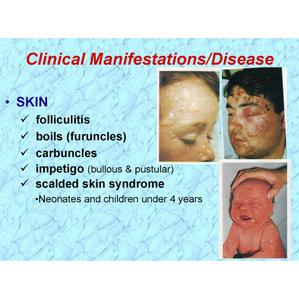 Clinical Manifestations/Disease
• SKIN
✓ folliculitis
✓ boils (furuncles)
✓ carbuncles
✓ impetigo (bullous & pustular)
✓ scalded skin syndrome
•Neonates and children under 4 years